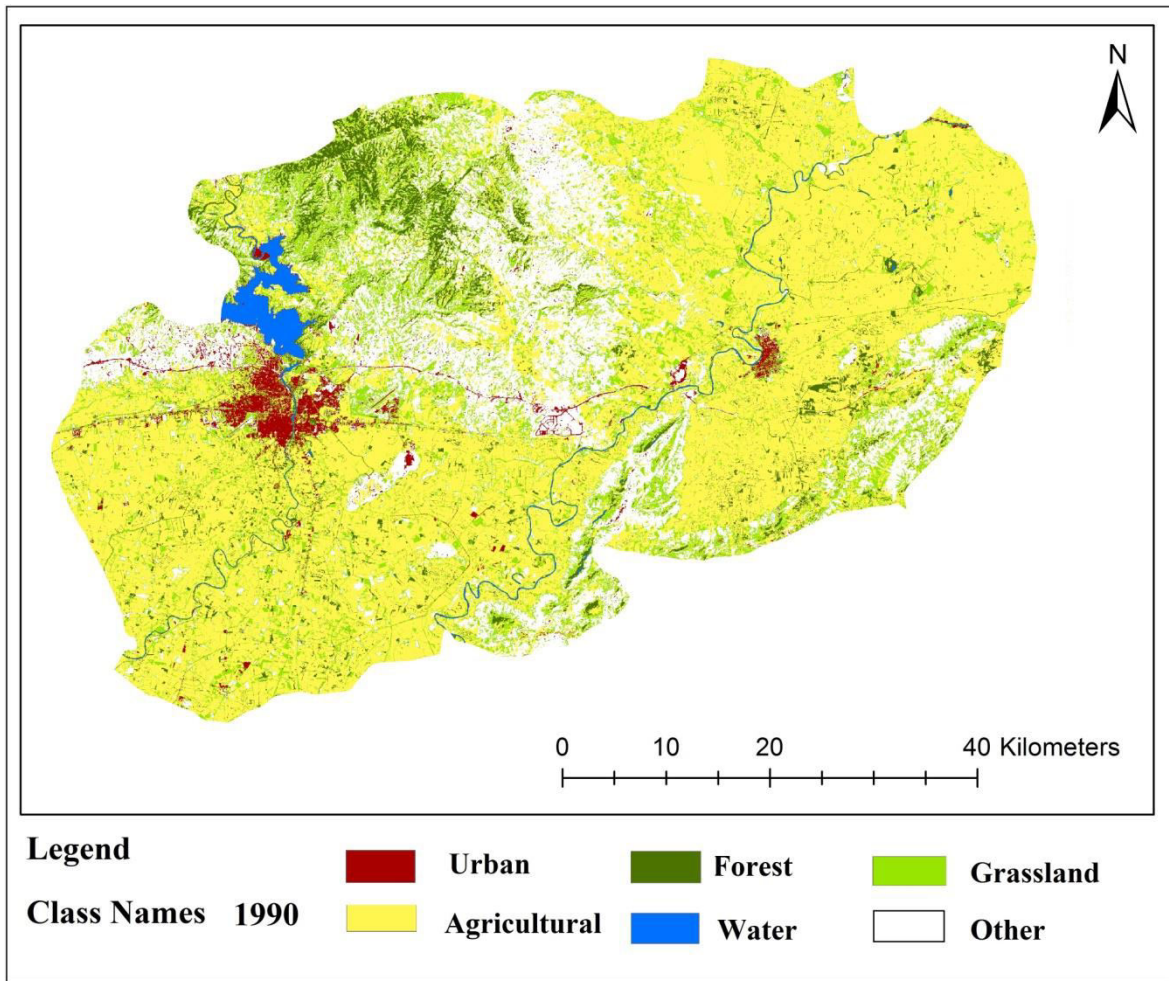 N
0 10 20 40 Kilometers
Legend
Urban Forest Grassland
Class Names 1990 Agricultural Water Other